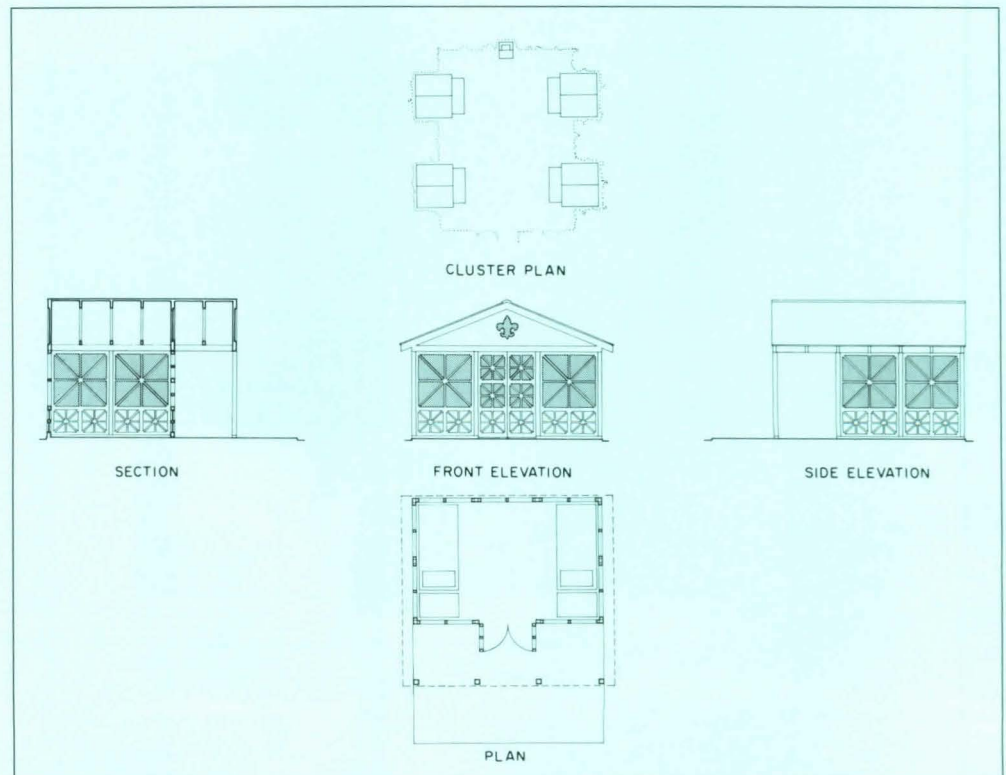 CLUSTER PLAN
SECTION
FRONT ELEVATION
SIDE ELEVATION
PLAN